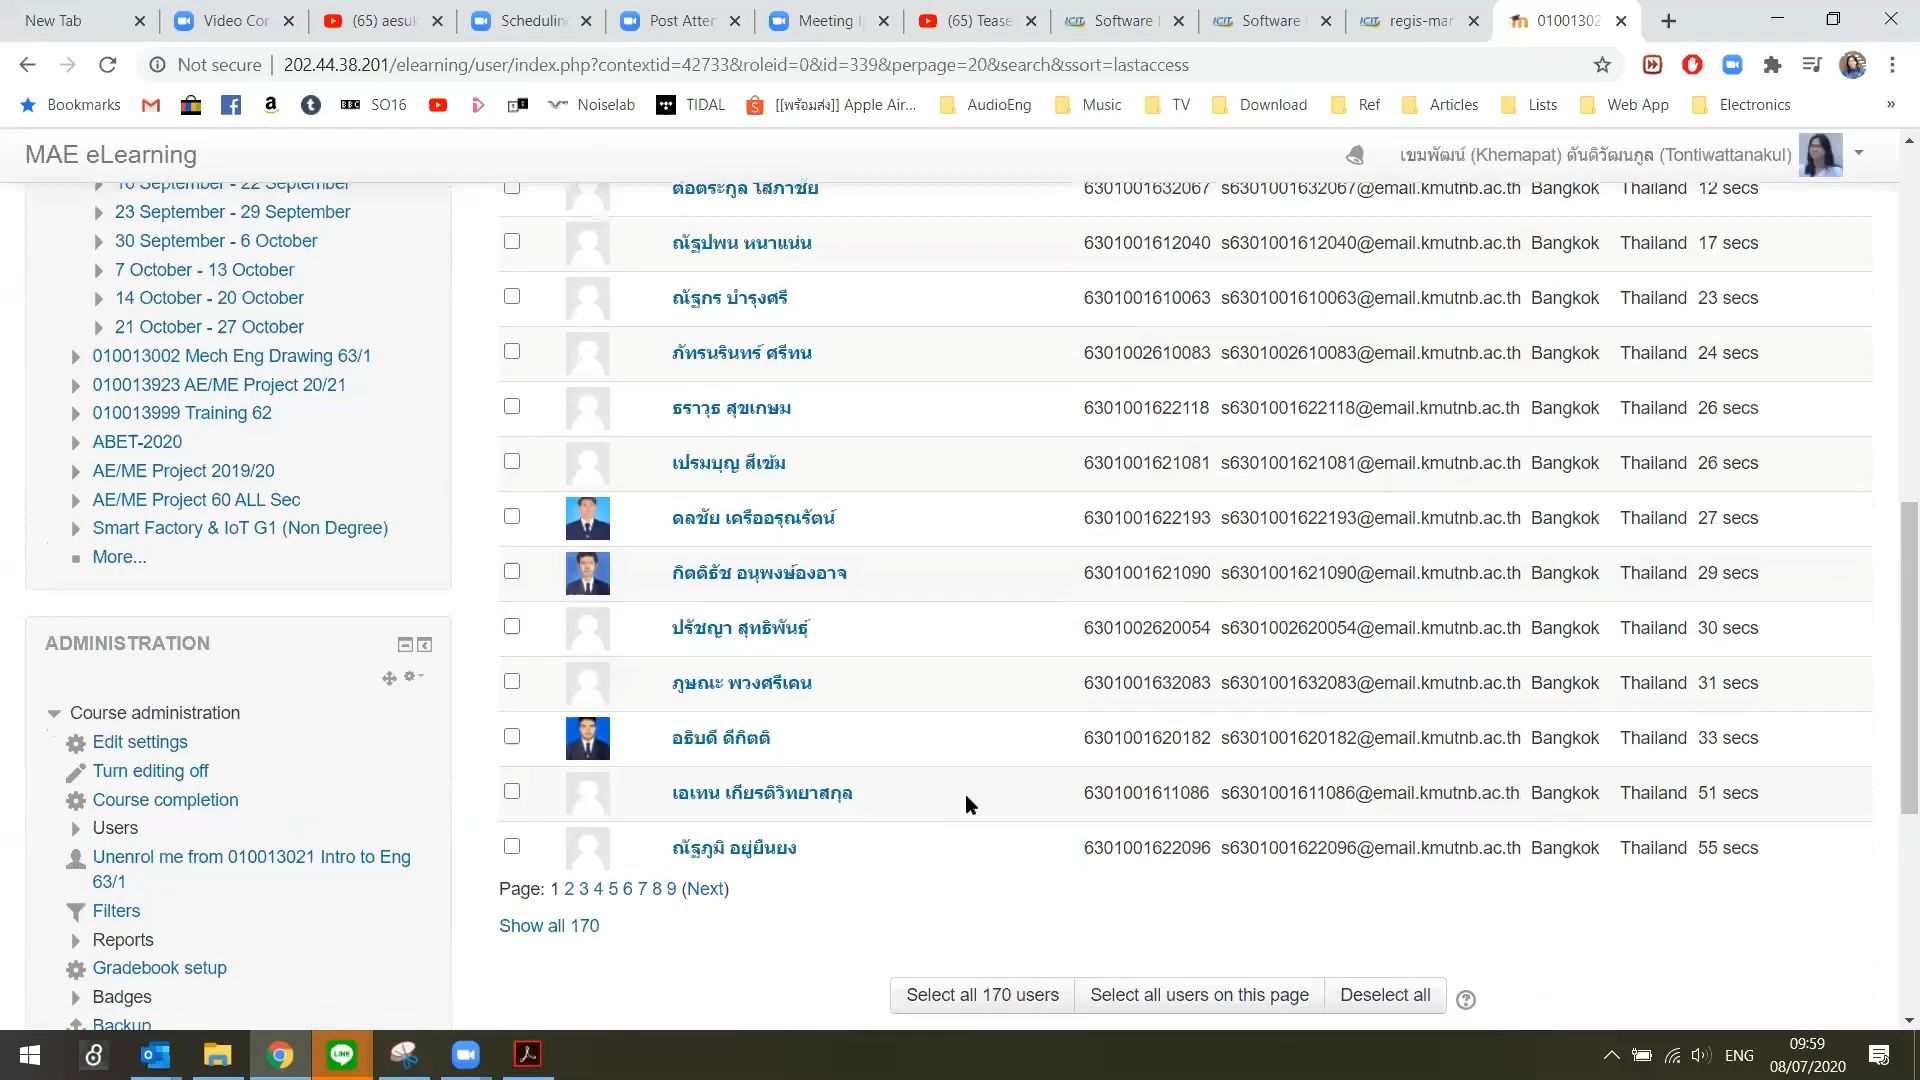 New Tab
Video Cor
(65) aesuk
Scheduling
Post Atter
Meeting I
(65) Tease
Software I
Software
regis-mar
01001302
Not secure | 202.44.38.201/elearning/user/index.php?contextid=42733&roleid=0&id=339&perpage=20&search&ssort=lastaccess
Bookmarks SO16 Noiselab TIDAL [[พร้อมส่ง]] Apple Air... AudioEng Music TV Download Ref Articles Lists Web App Electronics »
MAE eLearning
เขมพัฒน์ (Khemapat) ตันติวัฒนกูล (Tontiwattanakul)
16 September - 22 September
23 September - 29 September
30 September - 6 October
7 October - 13 October
14 October - 20 October
21 October - 27 October
010013002 Mech Eng Drawing 63/1
010013923 AE/ME Project 20/21
010013999 Training 62
ABET-2020
AE/ME Project 2019/20
AE/ME Project 60 ALL Sec
Smart Factory & IoT G1 (Non Degree)
More...
ADMINISTRATION
Course administration
Edit settings
Turn editing off
Course completion
Users
Unenrol me from 010013021 Intro to Eng
63/1
Filters
Reports
Gradebook setup
Badges
Backup
ต่อตระกูล โสภาชัย 6301001632067 s6301001632067@email.kmutnb.ac.th Bangkok Thailand 12 secs
ณัฐปพน หนาแน่น 6301001612040 s6301001612040@email.kmutnb.ac.th Bangkok Thailand 17 secs
ณัฐกร บำรุงศรี 6301001610063 s6301001610063@email.kmutnb.ac.th Bangkok Thailand 23 secs
ภัทรนรินทร์ ศรีทน 6301002610083 s6301002610083@email.kmutnb.ac.th Bangkok Thailand 24 secs
ธราวุธ สุขเกษม 6301001622118 s6301001622118@email.kmutnb.ac.th Bangkok Thailand 26 secs
เปรมบุญ สีเข้ม 6301001621081 s6301001621081@email.kmutnb.ac.th Bangkok Thailand 26 secs
ดลชัย เครืออรุณรัตน์ 6301001622193 s6301001622193@email.kmutnb.ac.th Bangkok Thailand 27 secs
กิตติธัช อนุพงษ์องอาจ 6301001621090 s6301001621090@email.kmutnb.ac.th Bangkok Thailand 29 secs
ปรัชญา สุทธิพันธุ์ 6301002620054 s6301002620054@email.kmutnb.ac.th Bangkok Thailand 30 secs
ภูษณะ พวงศรีเคน 6301001632083 s6301001632083@email.kmutnb.ac.th Bangkok Thailand 31 secs
อธิบดี ดีกิตติ 6301001620182 s6301001620182@email.kmutnb.ac.th Bangkok Thailand 33 secs
เอเทน เกียรติวิทยาสกุล 6301001611086 s6301001611086@email.kmutnb.ac.th Bangkok Thailand 51 secs
ณัฐภูมิ อยู่ยืนยง 6301001622096 s6301001622096@email.kmutnb.ac.th Bangkok Thailand 55 secs
Page: 1 2 3 4 5 6 7 8 9 (Next)
Show all 170
Select all 170 users Select all users on this page Deselect all
ENG
09:59
08/07/2020